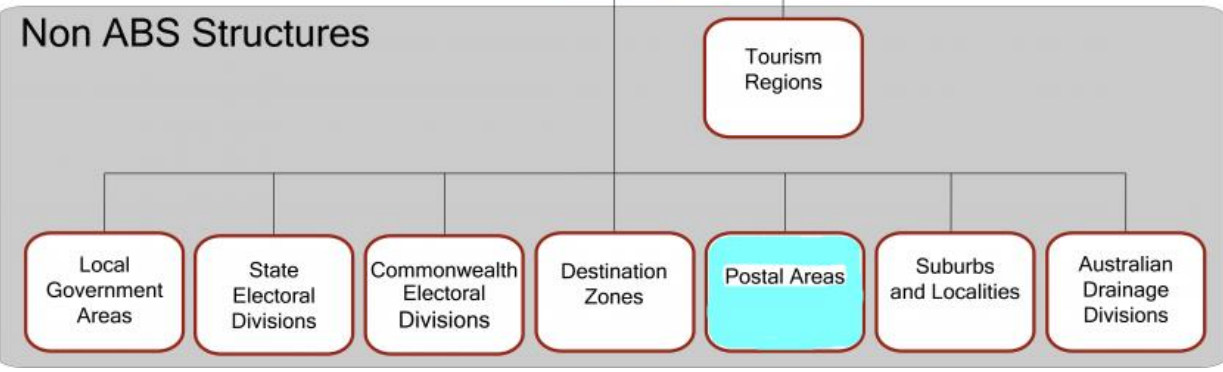 Non ABS Structures
Tourism
Regions
Local
Government
Areas
State
Electoral
Divisions
Commonwealth
Electoral
Divisions
Destination
Zones
Postal Areas
Suburbs
and Localities
Australian
Drainage
Divisions